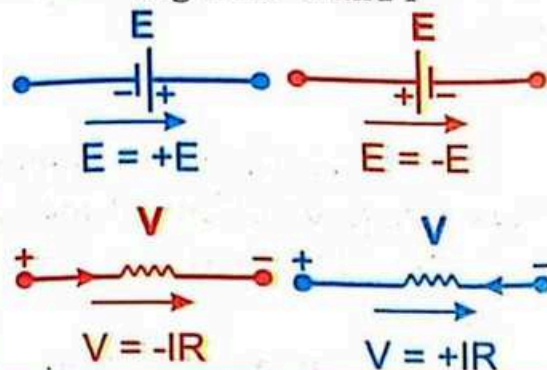 E E
- + + -
E = +E E = -E
V V
+ - + -
V = -IR V = +IR